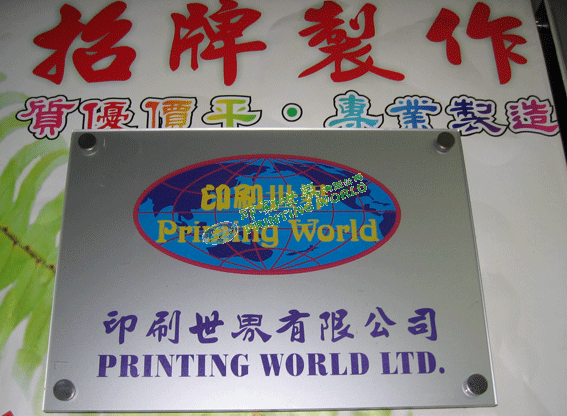 招牌製作
質優價平・專業製造
印刷世界
Printing World
印刷世界有限公司
PRINTING WORLD LTD.